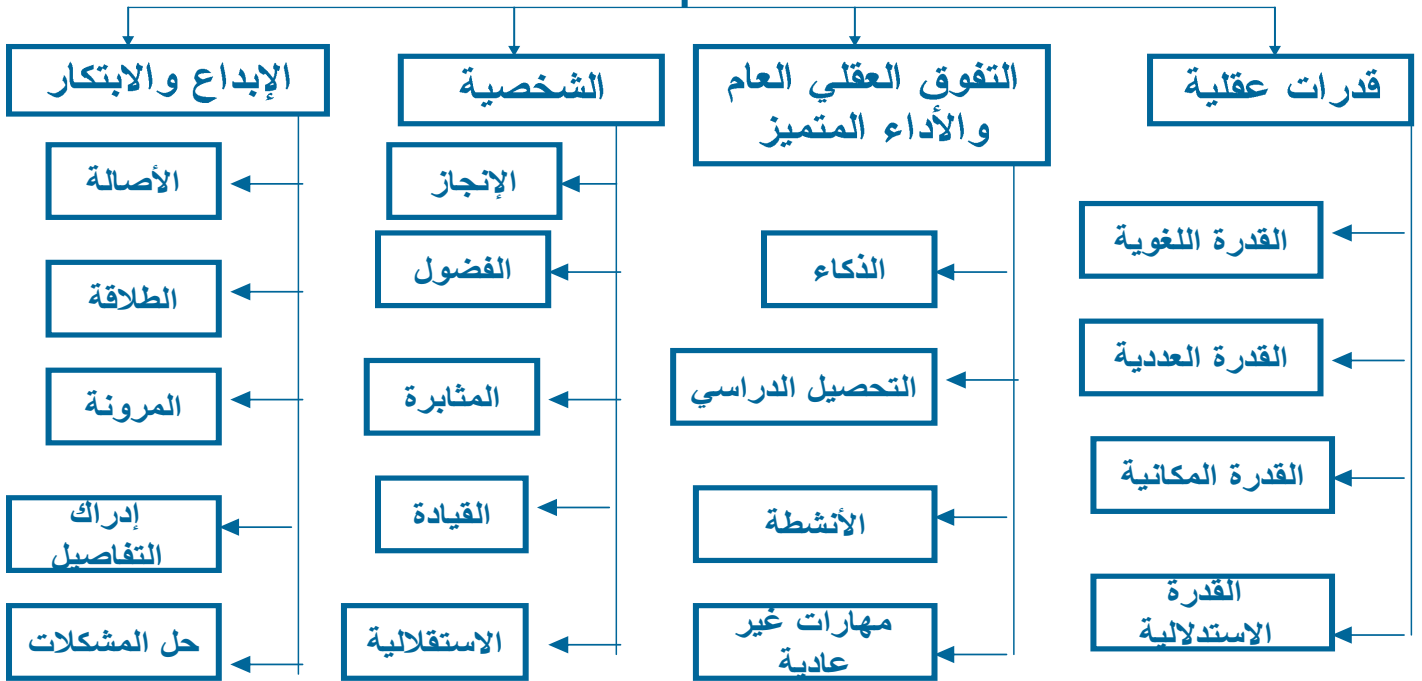 قدرات عقلية
القدرة اللغوية
القدرة العددية
القدرة المكانية
القدرة
الاستدلالية
التفوق العقلي العام
والأداء المتميز
الذكاء
التحصيل الدراسي
الأنشطة
مهارات غير
عادية
الشخصية
الإنجاز
الفضول
المثابرة
القيادة
الاستقلالية
الإبداع والابتكار
الأصالة
الطلاقة
المرونة
إدراك
التفاصيل
حل المشكلات